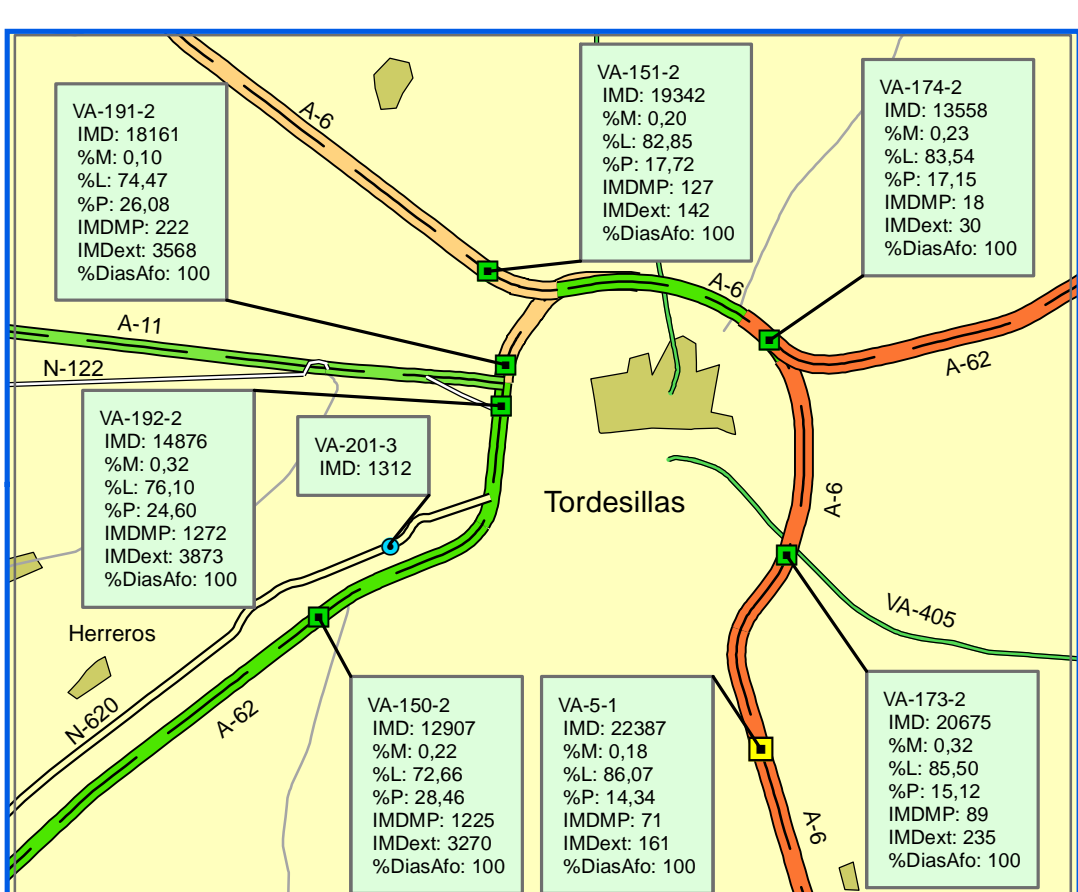 VA-191-2
IMD: 18161
%M: 0,10
%L: 74,47
%P: 26,08
IMDMP: 222
IMDext: 3568
%DiasAfo: 100
A-6
VA-151-2
IMD: 19342
%M: 0,20
%L: 82,85
%P: 17,72
IMDMP: 127
IMDext: 142
%DiasAfo: 100
VA-174-2
IMD: 13558
%M: 0,23
%L: 83,54
%P: 17,15
IMDMP: 18
IMDext: 30
%DiasAfo: 100
A-6
A-11
N-122
A-62
VA-192-2
IMD: 14876
%M: 0,32
%L: 76,10
%P: 24,60
IMDMP: 1272
IMDext: 3873
%DiasAfo: 100
VA-201-3
IMD: 1312
Tordesillas
A-6
VA-405
Herreros
N-620
A-62
VA-150-2
IMD: 12907
%M: 0,22
%L: 72,66
%P: 28,46
IMDMP: 1225
IMDext: 3270
%DiasAfo: 100
VA-5-1
IMD: 22387
%M: 0,18
%L: 86,07
%P: 14,34
IMDMP: 71
IMDext: 161
%DiasAfo: 100
A-6
VA-173-2
IMD: 20675
%M: 0,32
%L: 85,50
%P: 15,12
IMDMP: 89
IMDext: 235
%DiasAfo: 100